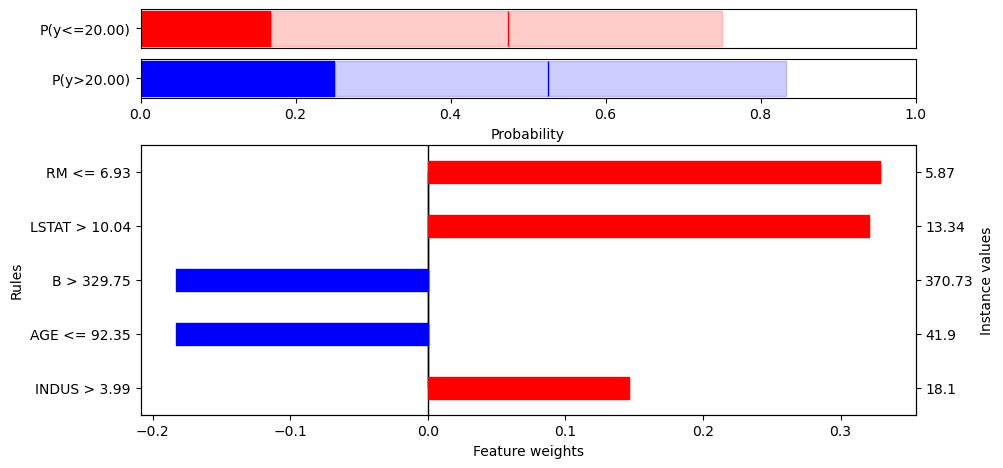 P(y<=20.00)
P(y>20.00)
0.0 0.2 0.4 0.6 0.8 1.0
Probability
RM <= 6.93 5.87
LSTAT > 10.04 13.34
B > 329.75 370.73
AGE <= 92.35 41.9
INDUS > 3.99 18.1
Rules
Instance values
−0.2 −0.1 0.0 0.1 0.2 0.3
Feature weights